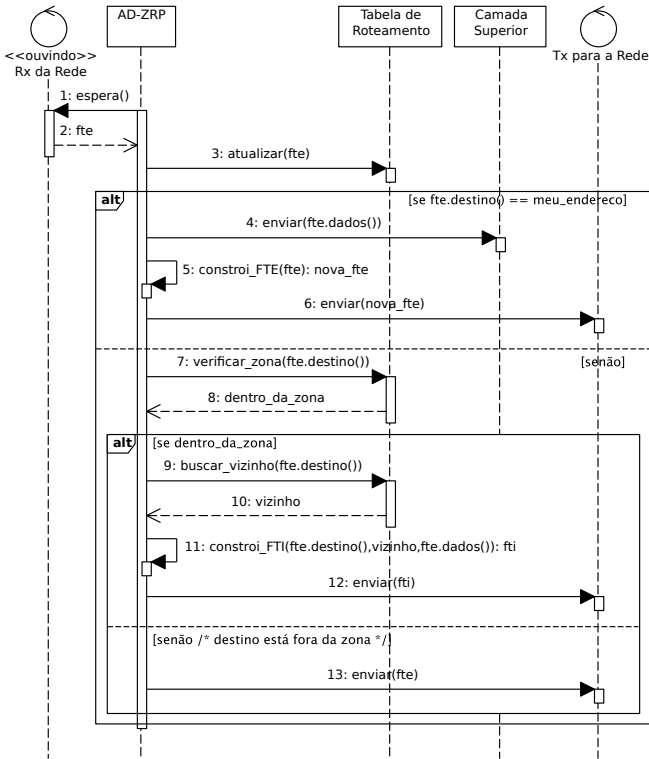 AD-ZRP
Tabela de
Roteamento
Camada
Superior
<<ouvindo>>
Rx da Rede
Tx para a Rede
1: espera()
2: fte
3: atualizar(fte)
alt
[se fte.destino() == meu_endereco]
4: enviar(fte.dados())
5: constroi_FTE(fte): nova_fte
6: enviar(nova_fte)
[senão]
7: verificar_zona(fte.destino())
8: dentro_da_zona
alt
[se dentro_da_zona]
9: buscar_vizinho(fte.destino())
10: vizinho
11: constroi_FTI(fte.destino(),vizinho,fte.dados()): fti
12: enviar(fti)
[senão /* destino está fora da zona */]
13: enviar(fte)